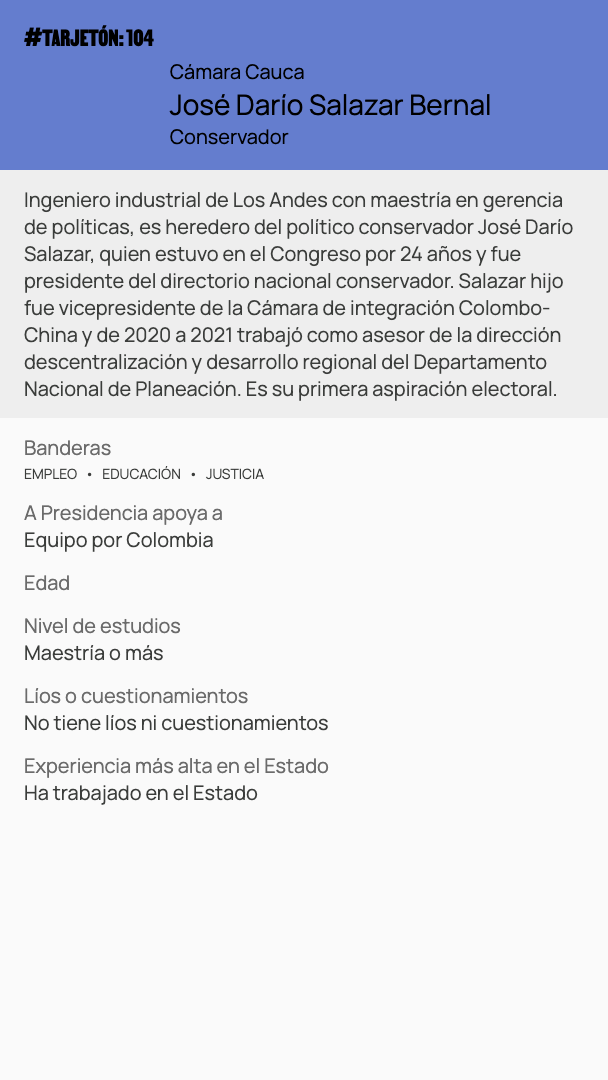 #TARJETÓN: 104
Cámara Cauca
José Darío Salazar Bernal
Conservador
Ingeniero industrial de Los Andes con maestría en gerencia
de políticas, es heredero del político conservador José Darío
Salazar, quien estuvo en el Congreso por 24 años y fue
presidente del directorio nacional conservador. Salazar hijo
fue vicepresidente de la Cámara de integración Colombo-
China y de 2020 a 2021 trabajó como asesor de la dirección
descentralización y desarrollo regional del Departamento
Nacional de Planeación. Es su primera aspiración electoral.
Banderas
EMPLEO • EDUCACIÓN • JUSTICIA
A Presidencia apoya a
Equipo por Colombia
Edad
Nivel de estudios
Maestría o más
Líos o cuestionamientos
No tiene líos ni cuestionamientos
Experiencia más alta en el Estado
Ha trabajado en el Estado